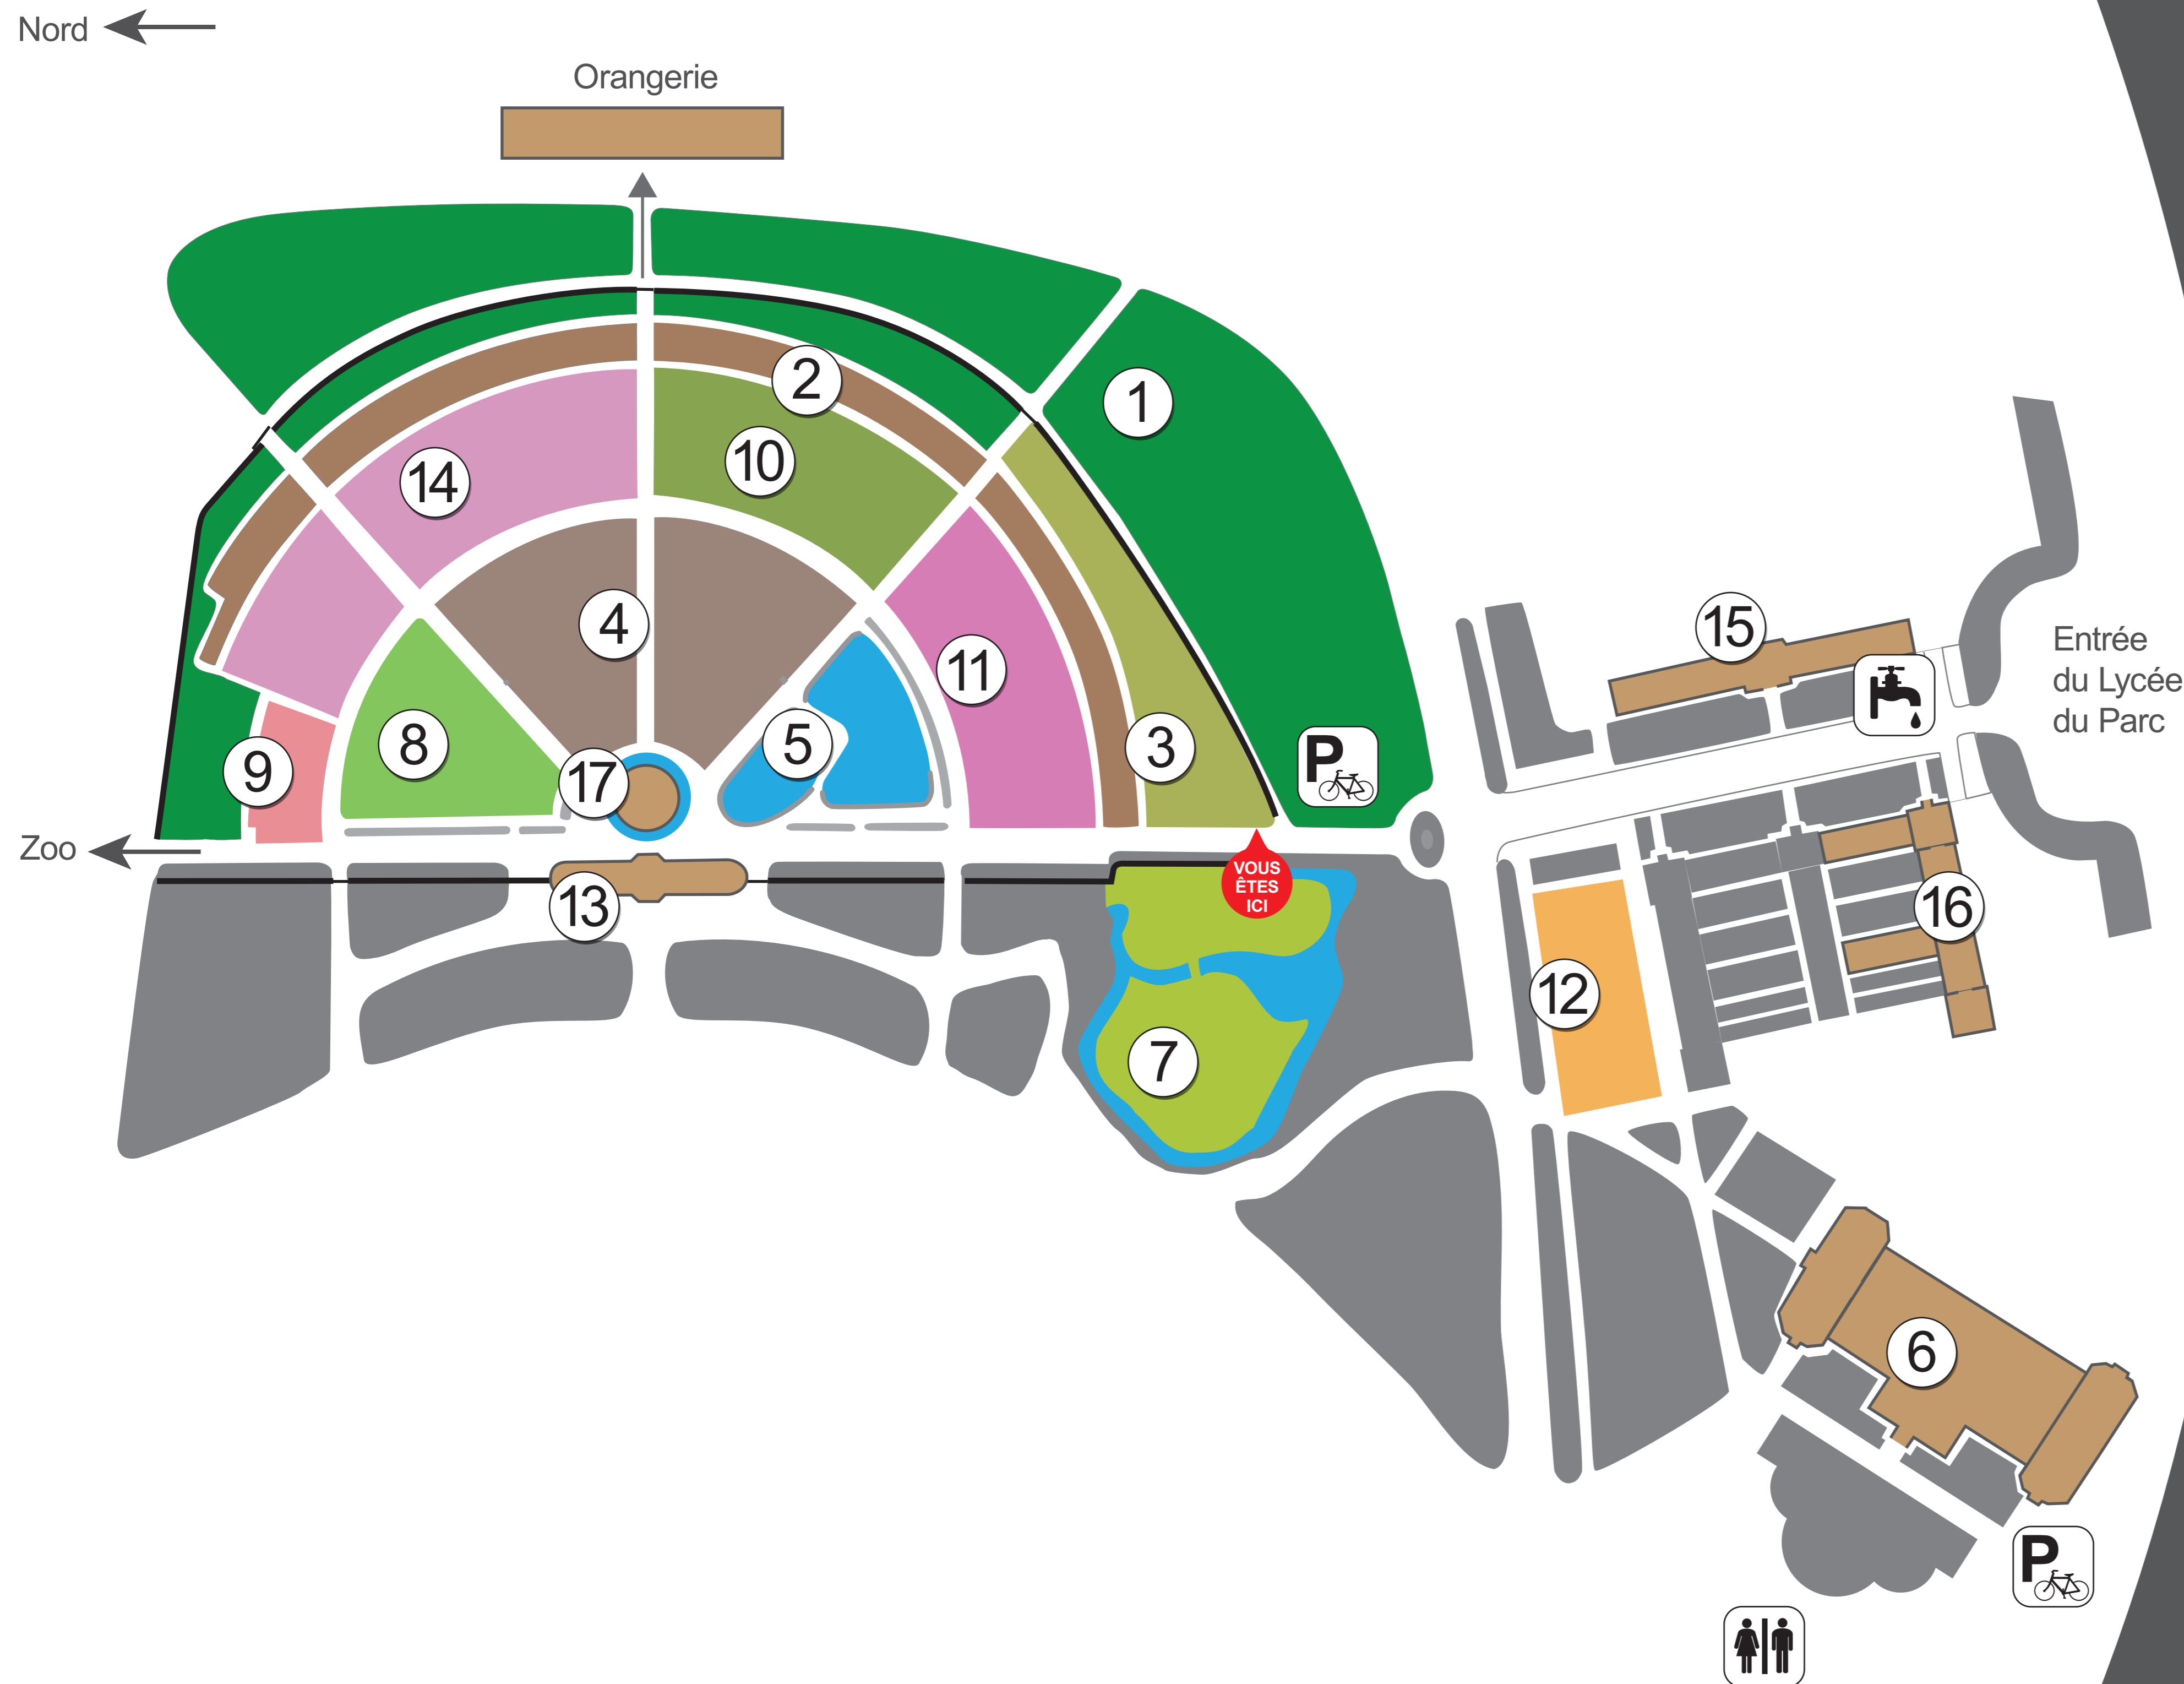 Nord
Orangerie
2
1
10
14
15
4
11
Entrée
du Lycée
du Parc
3
5
8
9
17
P
Zoo
VOUS
ÊTES
ICI
13
16
12
7
6
P